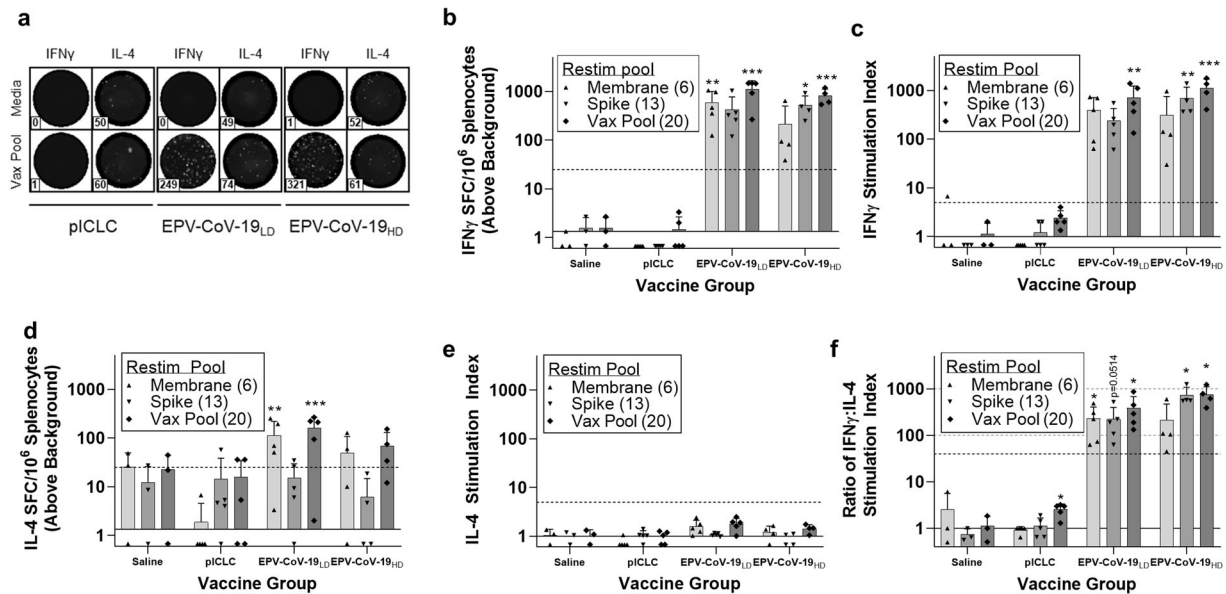 a
IFNγ IL-4 IFNγ IL-4 IFNγ IL-4
Media
0 50 0 49 1 52
Vax Pool
1 60 249 74 321 61
pICLC EPV-CoV-19LD EPV-CoV-19HD
b
IFNγ SFC/10⁶ Splenocytes
(Above Background)
Restim pool
Membrane (6)
Spike (13)
Vax Pool (20)
** *** * ***
1000
100
10
1
Saline pICLC EPV-CoV-19LD EPV-CoV-19HD
Vaccine Group
c
IFNγ Stimulation Index
Restim Pool
Membrane (6)
Spike (13)
Vax Pool (20)
** ** ***
1000
100
10
1
Saline pICLC EPV-CoV-19LD EPV-CoV-19HD
Vaccine Group
d
IL-4 SFC/10⁶ Splenocytes
(Above Background)
Restim Pool
Membrane (6)
Spike (13)
Vax Pool (20)
** ***
1000
100
10
1
Saline pICLC EPV-CoV-19LD EPV-CoV-19HD
Vaccine Group
e
IL-4 Stimulation Index
Restim Pool
Membrane (6)
Spike (13)
Vax Pool (20)
1000
100
10
1
Saline pICLC EPV-CoV-19LD EPV-CoV-19HD
Vaccine Group
f
Ratio of IFNγ:IL-4
Stimulation Index
Restim Pool
Membrane (6)
Spike (13)
Vax Pool (20)
* * p=0.0514 * * *
1000
100
10
1
Saline pICLC EPV-CoV-19LD EPV-CoV-19HD
Vaccine Group